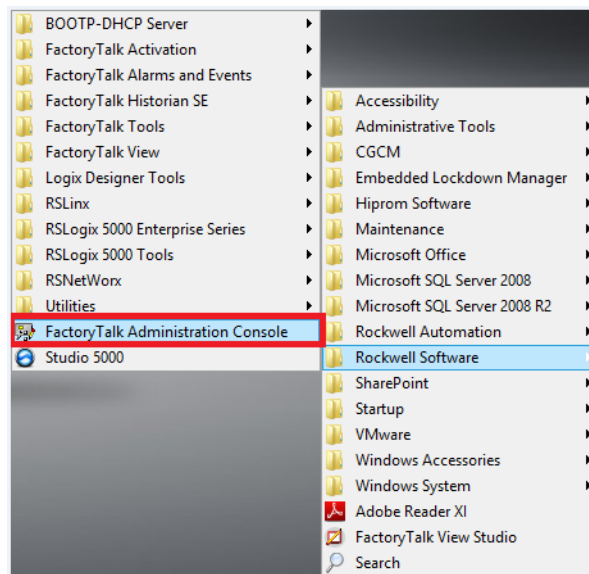 BOOTP-DHCP Server
FactoryTalk Activation
FactoryTalk Alarms and Events
FactoryTalk Historian SE
FactoryTalk Tools
FactoryTalk View
Logix Designer Tools
RSLinx
RSLogix 5000 Enterprise Series
RSLogix 5000 Tools
RSNetWorx
Utilities
FactoryTalk Administration Console
Studio 5000
Accessibility
Administrative Tools
CGCM
Embedded Lockdown Manager
Hiprom Software
Maintenance
Microsoft Office
Microsoft SQL Server 2008
Microsoft SQL Server 2008 R2
Rockwell Automation
Rockwell Software
SharePoint
Startup
VMware
Windows Accessories
Windows System
Adobe Reader XI
FactoryTalk View Studio
Search